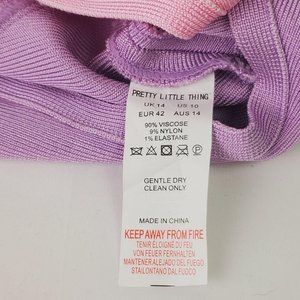 PRETTY LITTLE THING
UK 14 US 10
EUR 42 AUS 14
90% VISCOSE
9% NYLON
1% ELASTANE
GENTLE DRY
CLEAN ONLY
MADE IN CHINA
KEEP AWAY FROM FIRE
TENIR ÉLOIGNÉ DU FEU
VON FEUER FERNHALTEN
MANTENER ALEJADO DEL FUEGO
STAI LONTANO DAL FUOCO